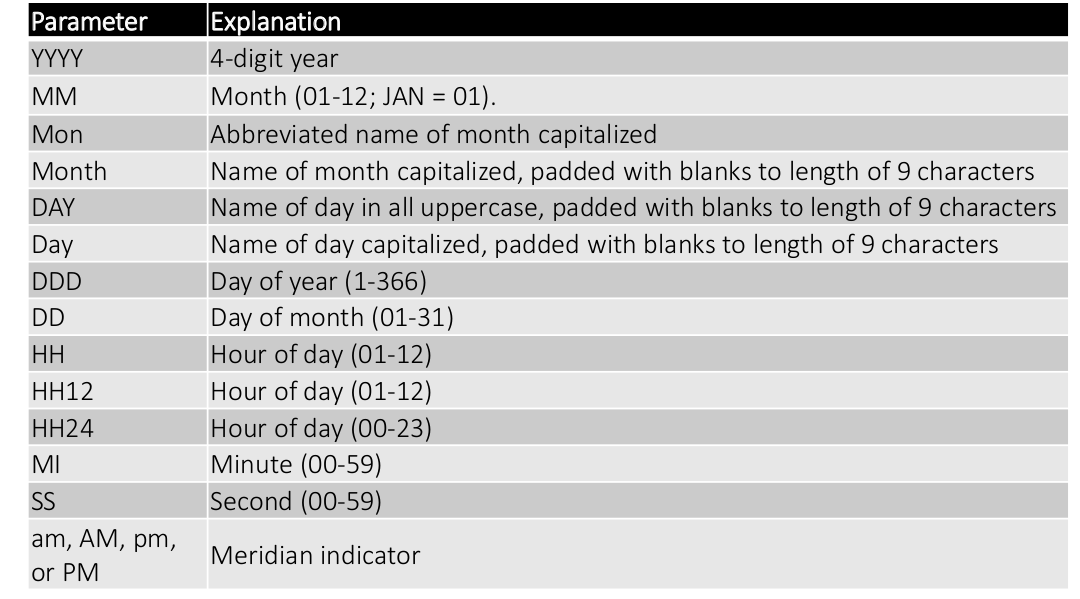 Parameter Explanation
YYYY 4-digit year
MM Month (01-12; JAN = 01).
Mon Abbreviated name of month capitalized
Month Name of month capitalized, padded with blanks to length of 9 characters
DAY Name of day in all uppercase, padded with blanks to length of 9 characters
Day Name of day capitalized, padded with blanks to length of 9 characters
DDD Day of year (1-366)
DD Day of month (01-31)
HH Hour of day (01-12)
HH12 Hour of day (01-12)
HH24 Hour of day (00-23)
MI Minute (00-59)
SS Second (00-59)
am, AM, pm,
or PM Meridian indicator